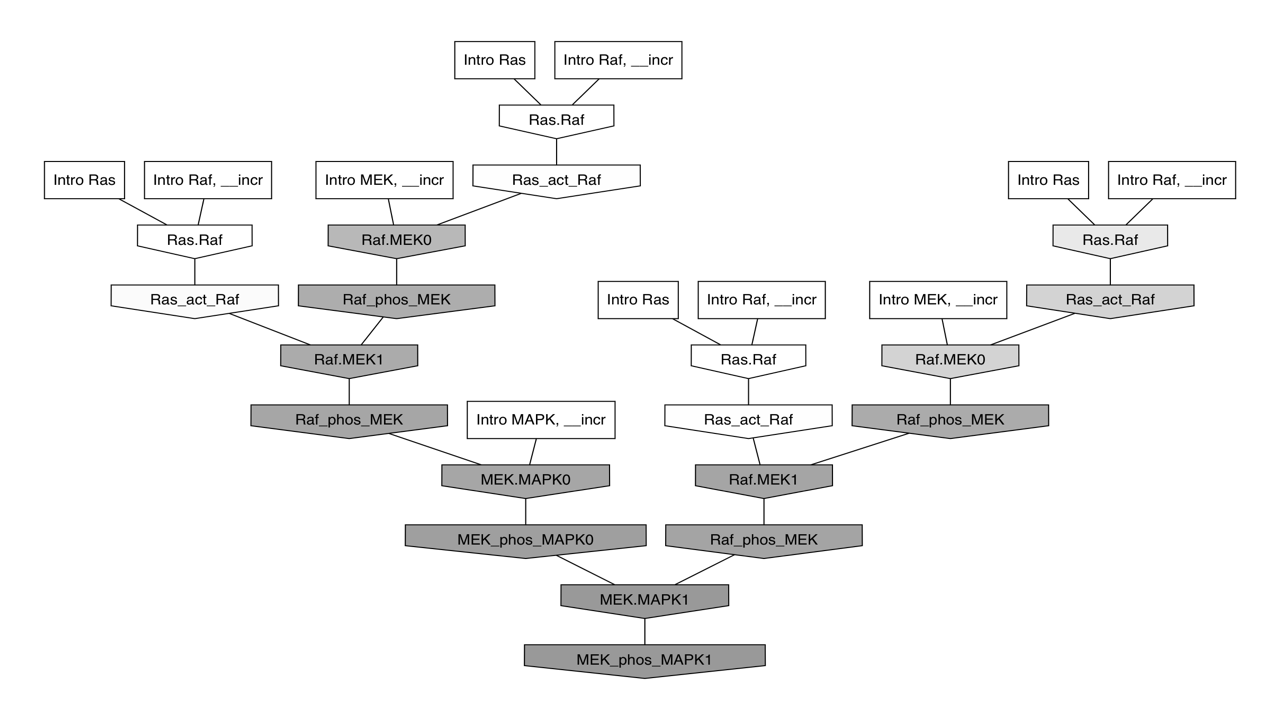 Intro Ras
Intro Raf, __incr
Ras.Raf
Intro Ras
Intro Raf, __incr
Intro MEK, __incr
Ras_act_Raf
Intro Ras
Intro Raf, __incr
Ras.Raf
Raf.MEK0
Ras.Raf
Ras_act_Raf
Raf_phos_MEK
Intro Ras
Intro Raf, __incr
Intro MEK, __incr
Ras_act_Raf
Raf.MEK1
Ras.Raf
Raf.MEK0
Raf_phos_MEK
Intro MAPK, __incr
Ras_act_Raf
Raf_phos_MEK
MEK.MAPK0
Raf.MEK1
MEK_phos_MAPK0
Raf_phos_MEK
MEK.MAPK1
MEK_phos_MAPK1